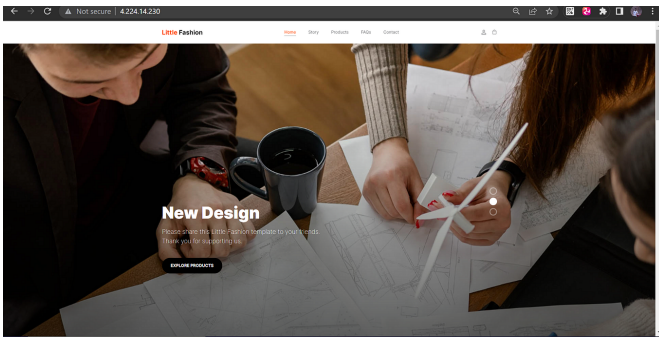 Not secure 4.224.14.230
Little Fashion
Home Story Products FAQs Contact
New Design
Please share this Little Fashion template to your friends.
Thank you for supporting us.
EXPLORE PRODUCTS